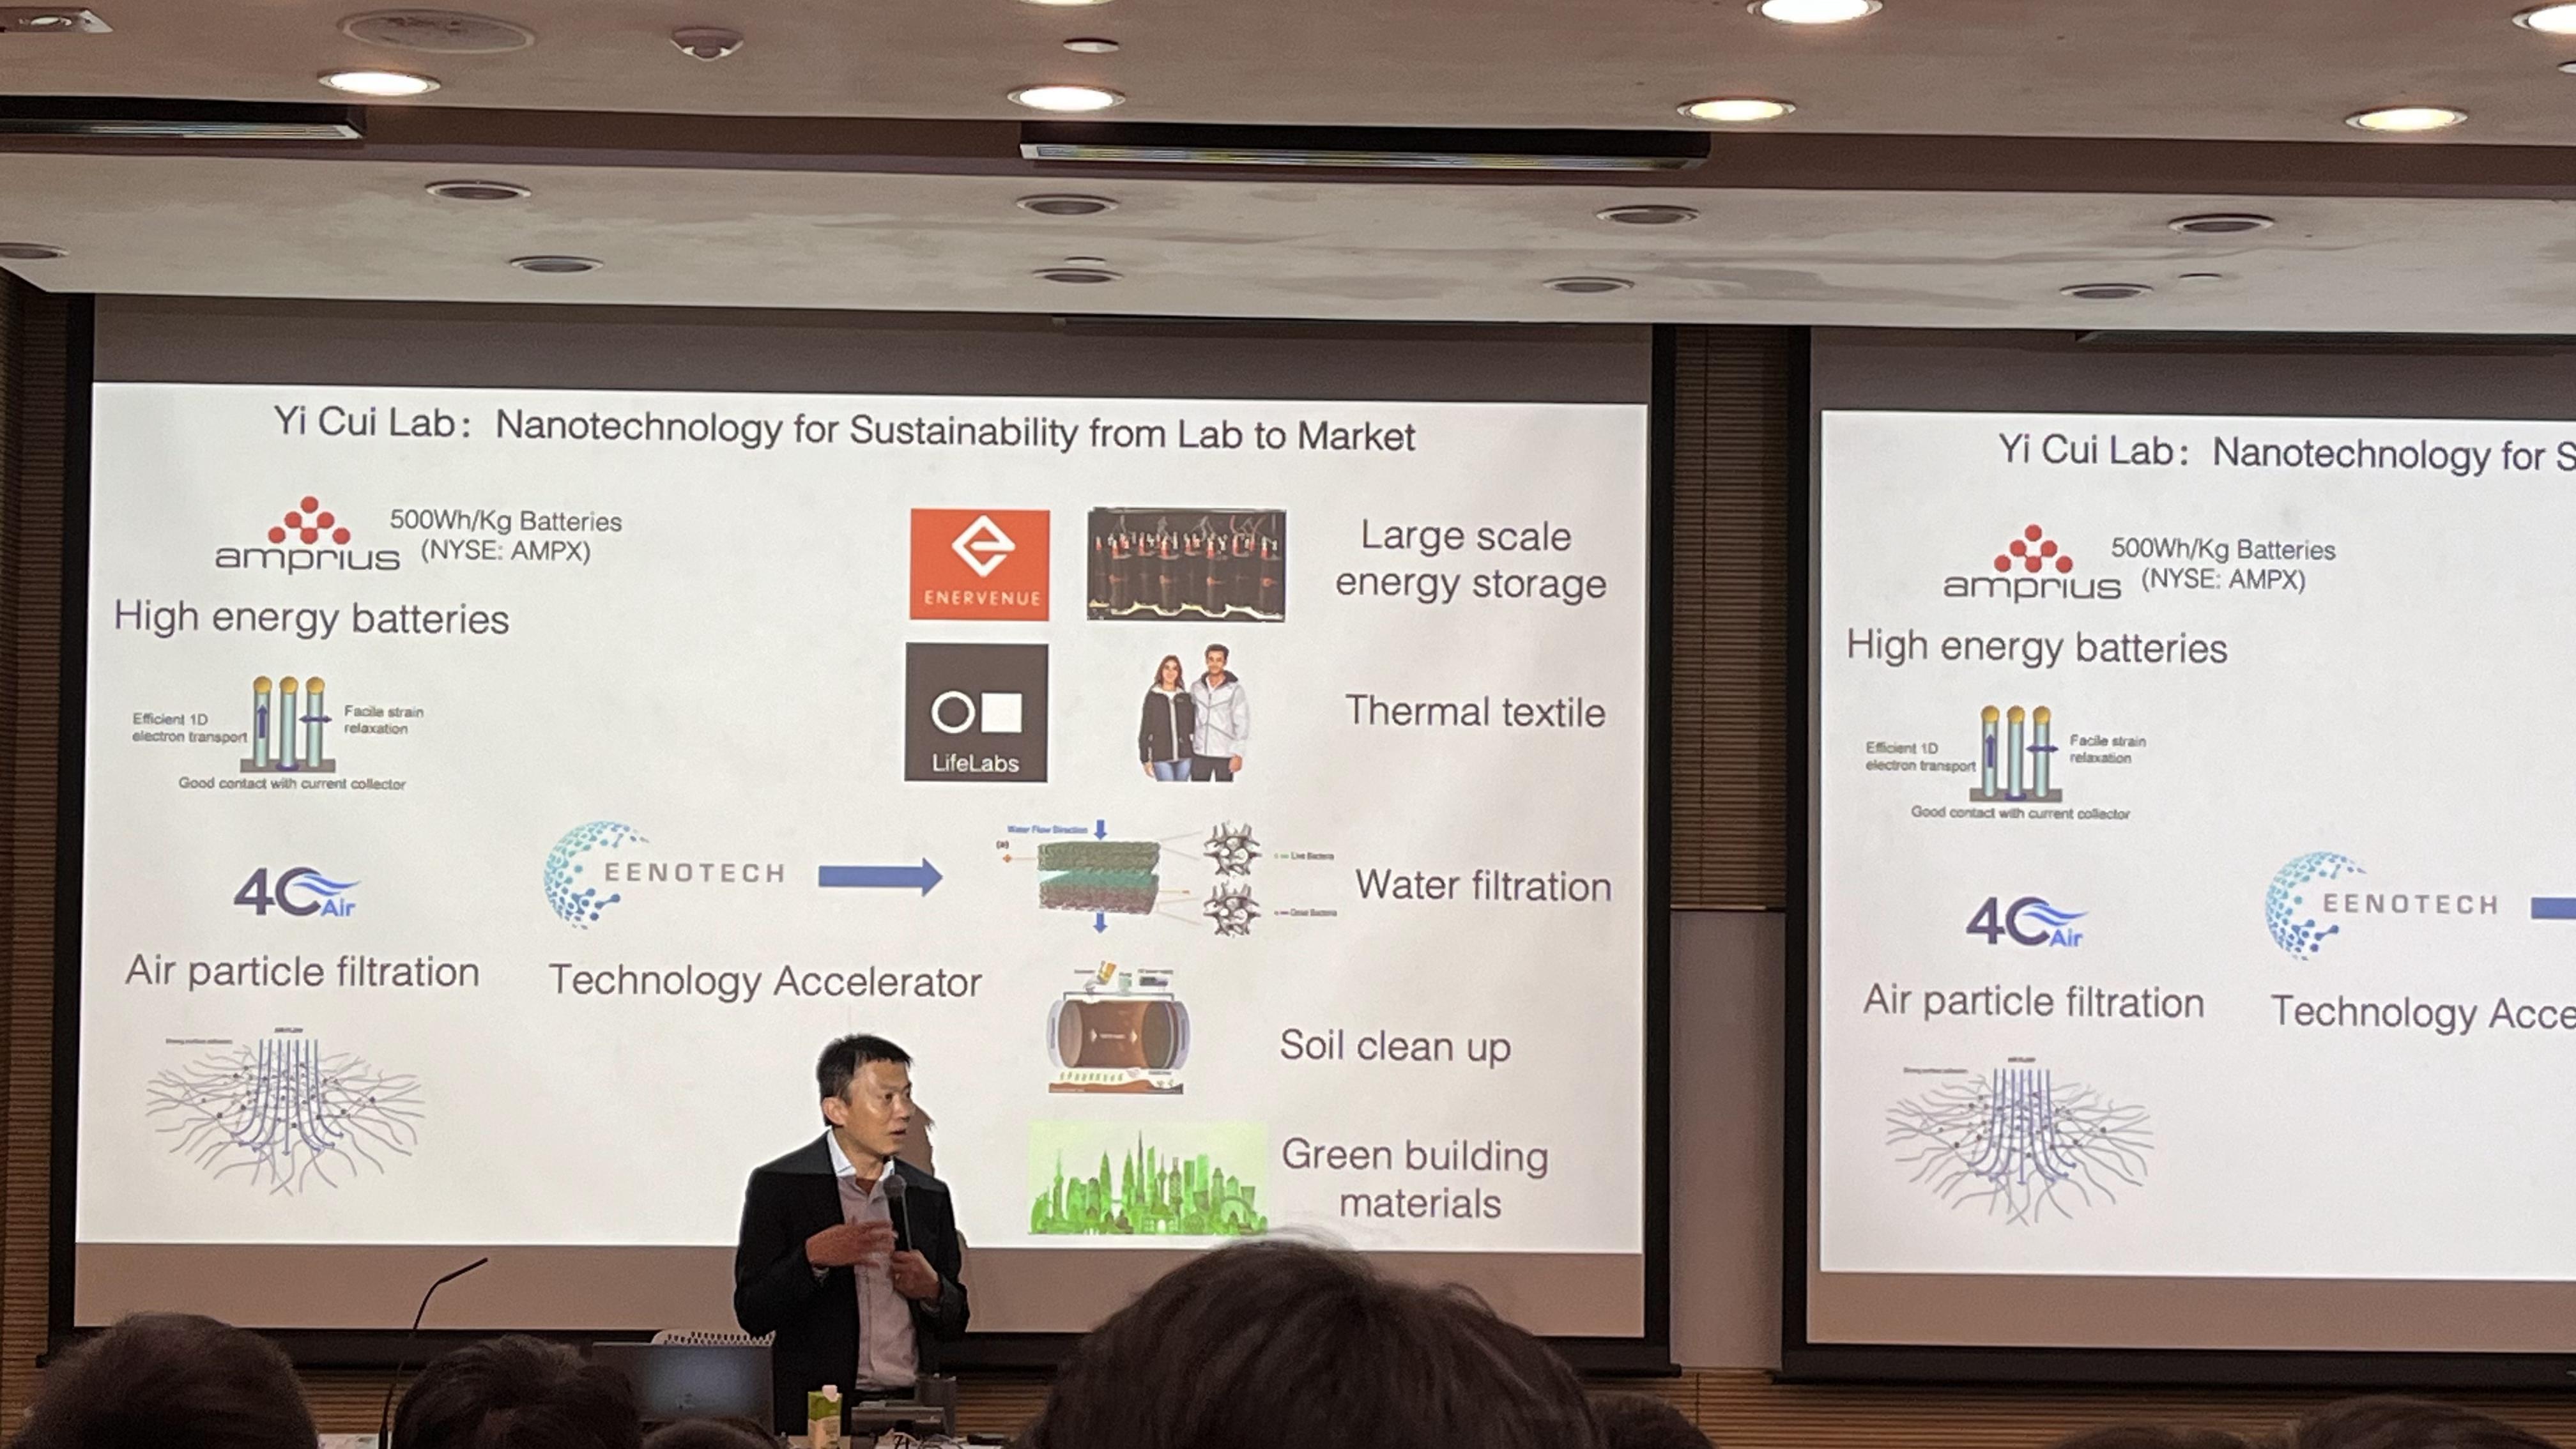 Yi Cui Lab: Nanotechnology for Sustainability from Lab to Market
amprius
500Wh/Kg Batteries
(NYSE: AMPX)
High energy batteries
Efficient 1D
electron transport
Facile strain
relaxation
Good contact with current collector
4C Air
Air particle filtration
EENOTECH
Technology Accelerator
ENERVENUE
Large scale
energy storage
LifeLabs
Thermal textile
Water Flow Direction
(a)
Live Bacteria
Water filtration
Soil clean up
Green building
materials
Yi Cui Lab: Nanotechnology for S
amprius
500Wh/Kg Batteries
(NYSE: AMPX)
High energy batteries
Efficient 1D
electron transport
Facile strain
relaxation
Good contact with current collector
4C Air
Air particle filtration
EENOTECH
Technology Acce